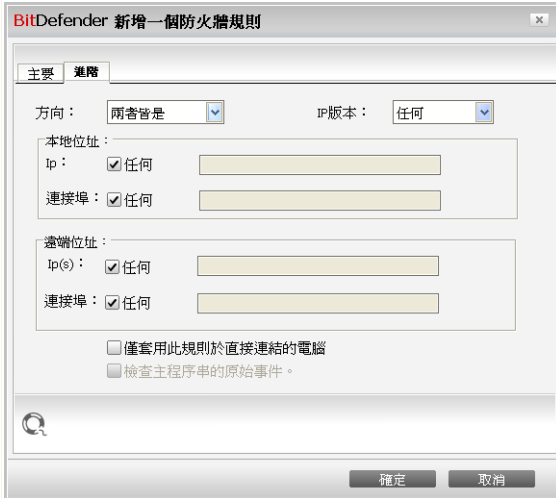 BitDefender 新增一個防火牆規則
主要 進階
方向： 兩者皆是 IP版本： 任何
本地位址：
Ip： 任何
連接埠： 任何
遠端位址：
Ip(s)： 任何
連接埠： 任何
僅套用此規則於直接連結的電腦
檢查主程序串的原始事件。
確定 取消